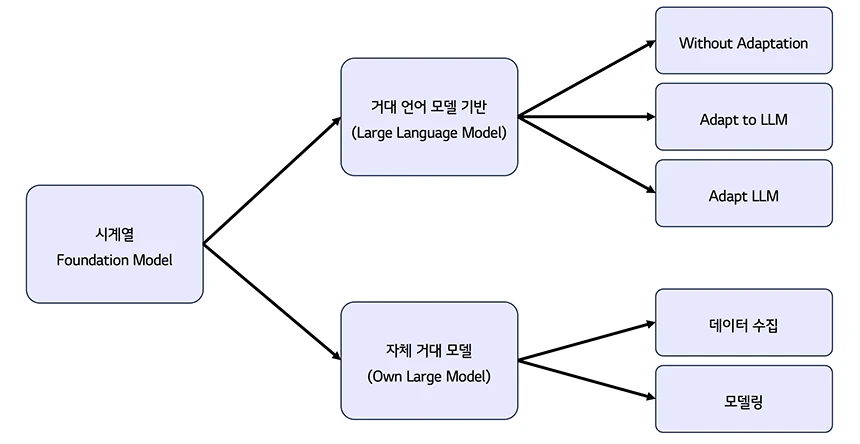 시계열
Foundation Model
거대 언어 모델 기반
(Large Language Model)
Without Adaptation
Adapt to LLM
Adapt LLM
자체 거대 모델
(Own Large Model)
데이터 수집
모델링